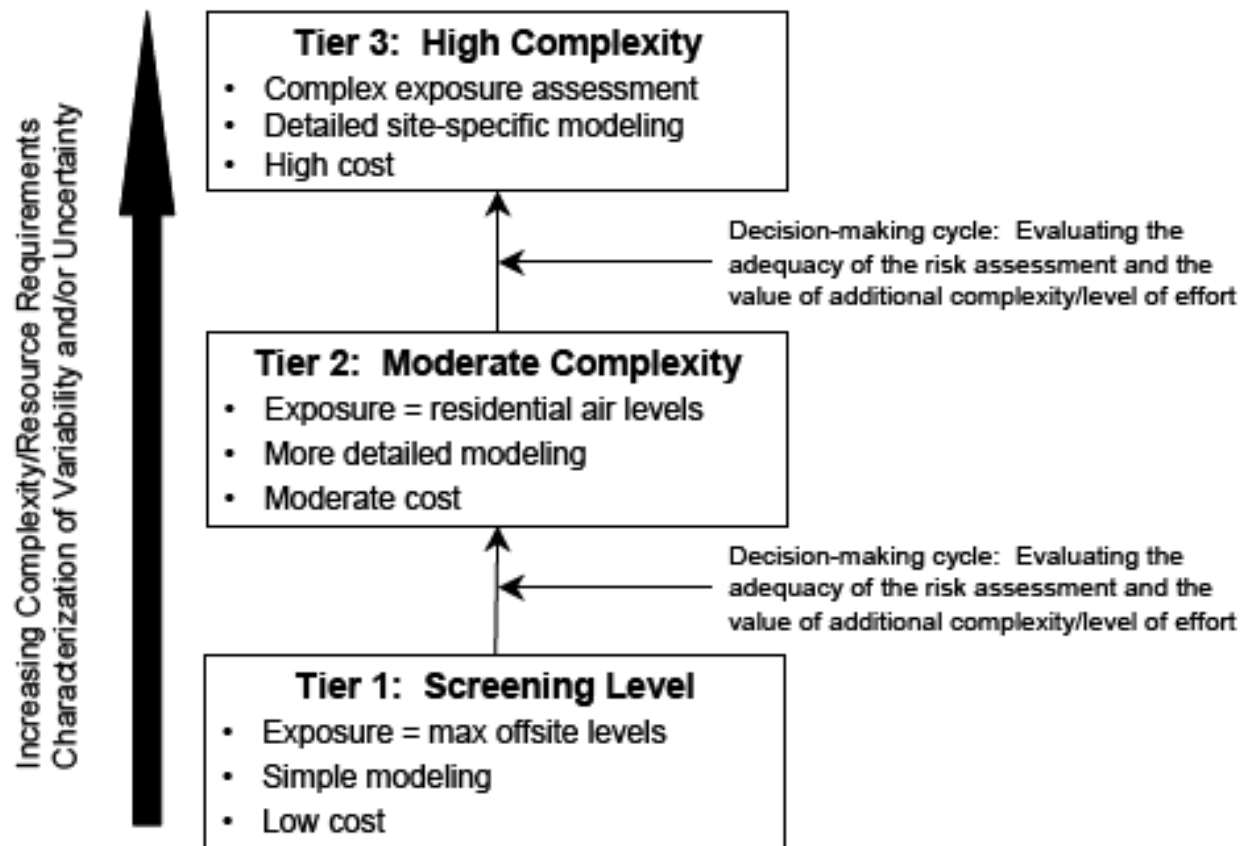 Increasing Complexity/Resource Requirements
Characterization of Variability and/or Uncertainty
Tier 3: High Complexity
• Complex exposure assessment
• Detailed site-specific modeling
• High cost
Decision-making cycle: Evaluating the
adequacy of the risk assessment and the
value of additional complexity/level of effort
Tier 2: Moderate Complexity
• Exposure = residential air levels
• More detailed modeling
• Moderate cost
Decision-making cycle: Evaluating the
adequacy of the risk assessment and the
value of additional complexity/level of effort
Tier 1: Screening Level
• Exposure = max offsite levels
• Simple modeling
• Low cost